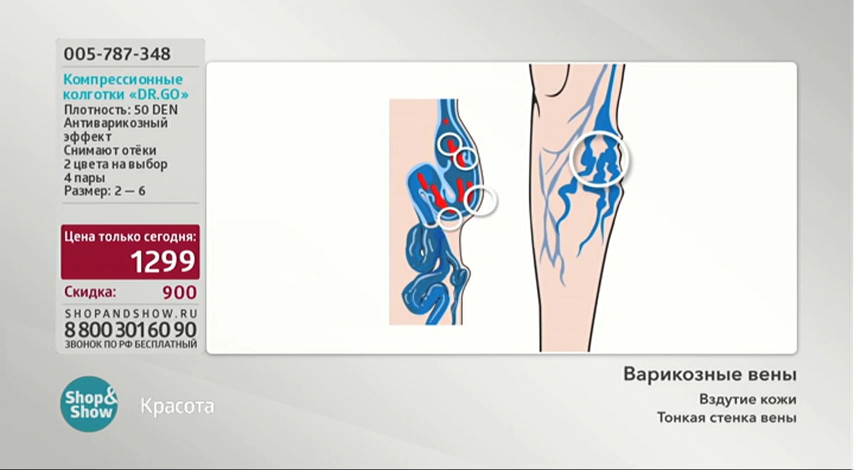 005-787-348
Компрессионные
колготки «DR.GO»
Плотность: 50 DEN
Антиварикозный
эффект
Снимают отёки
2 цвета на выбор
4 пары
Размер: 2 — 6
Цена только сегодня:
1299
Скидка: 900
SHOPANDSHOW.RU
8 800 301 60 90
ЗВОНОК ПО РФ БЕСПЛАТНЫЙ
Shop&
Show
Красота
Варикозные вены
Вздутие кожи
Тонкая стенка вены